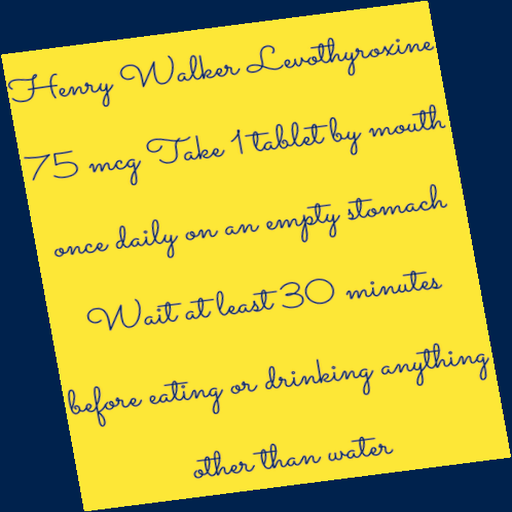 Henry Walker Levothyroxine
75 mcg Take 1 tablet by mouth
once daily on an empty stomach
Wait at least 30 minutes
before eating or drinking anything
other than water